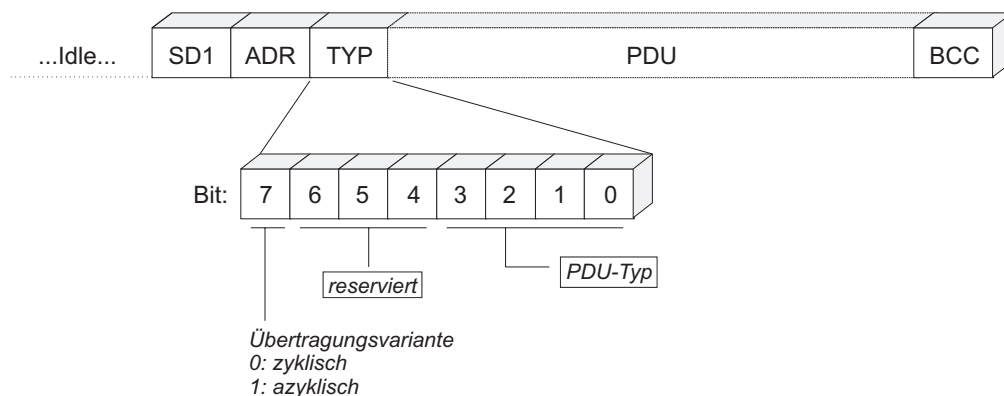 ...Idle... SD1 ADR TYP PDU BCC
Bit: 7 6 5 4 3 2 1 0
reserviert PDU-Typ
Übertragungsvariante
0: zyklisch
1: azyklisch